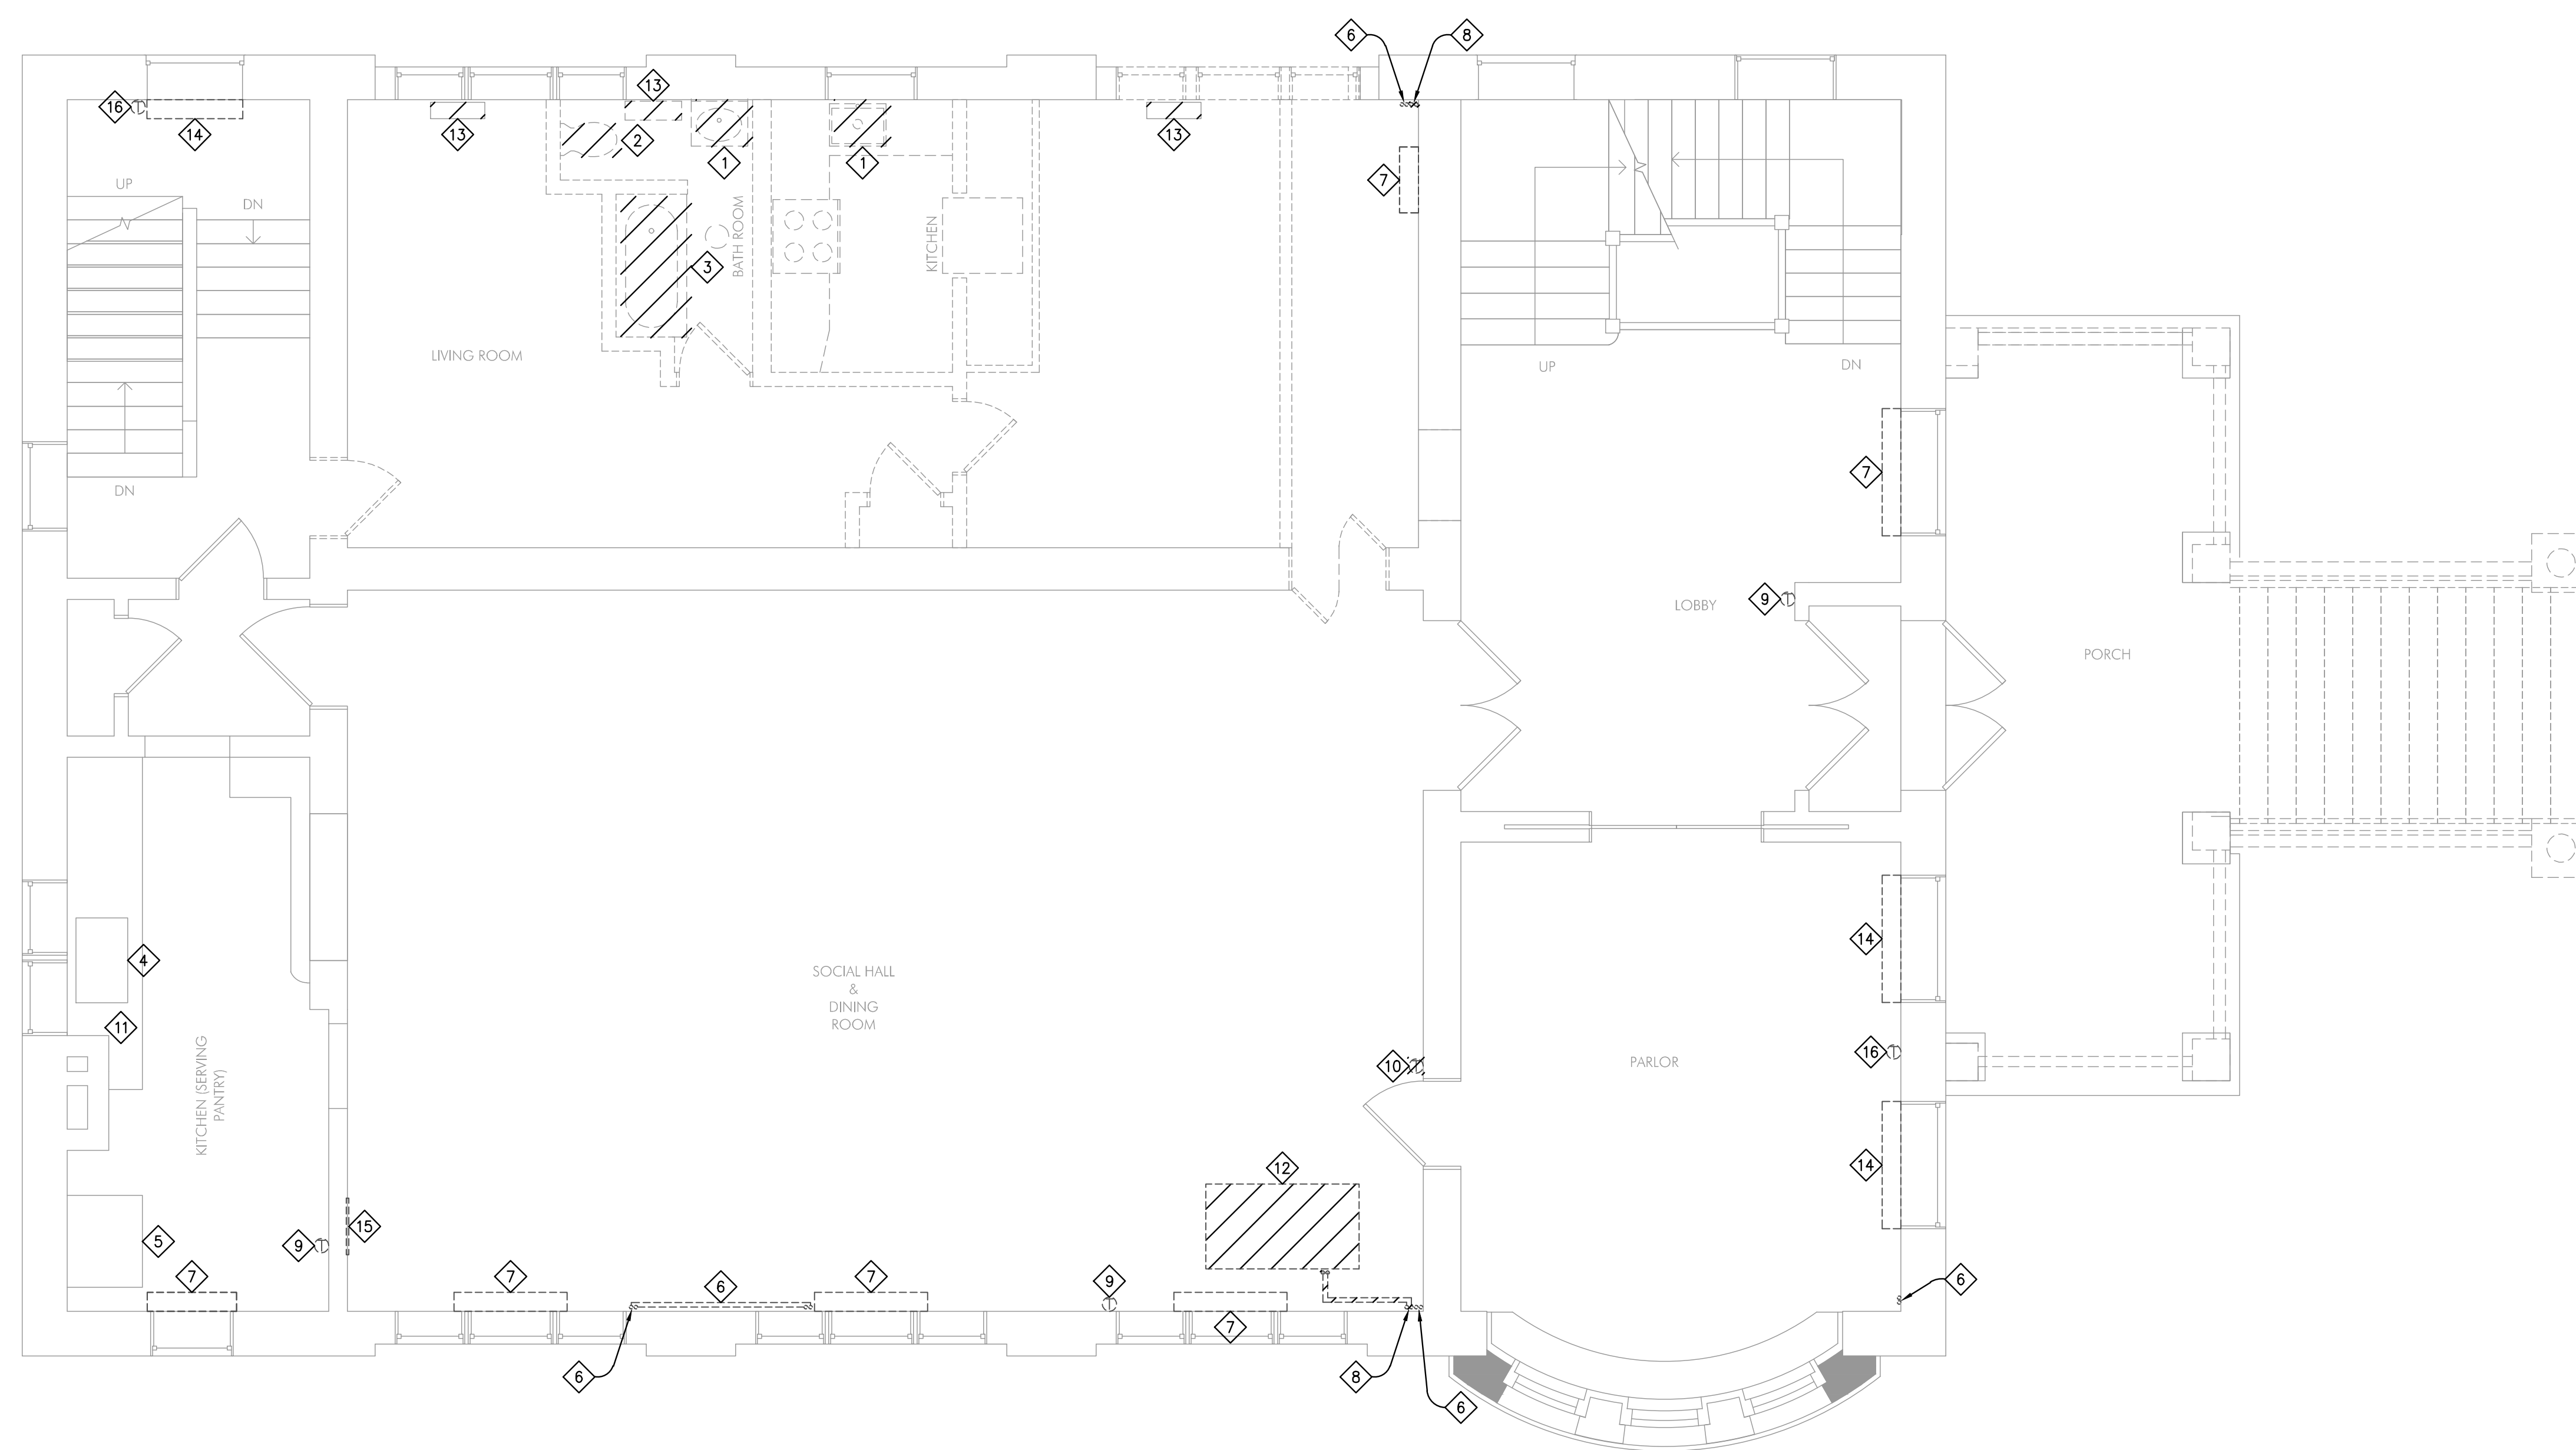 6
8
13
16
14
13
2
1
1
13
7
UP
DN
BATH ROOM
KITCHEN
3
LIVING ROOM
UP
DN
7
DN
9
LOBBY
PORCH
14
4
SOCIAL HALL
&
DINING
ROOM
11
KITCHEN (SERVING
PANTRY)
10
PARLOR
16
12
14
5
9
15
7
7
6
7
9
7
6
6
8
6